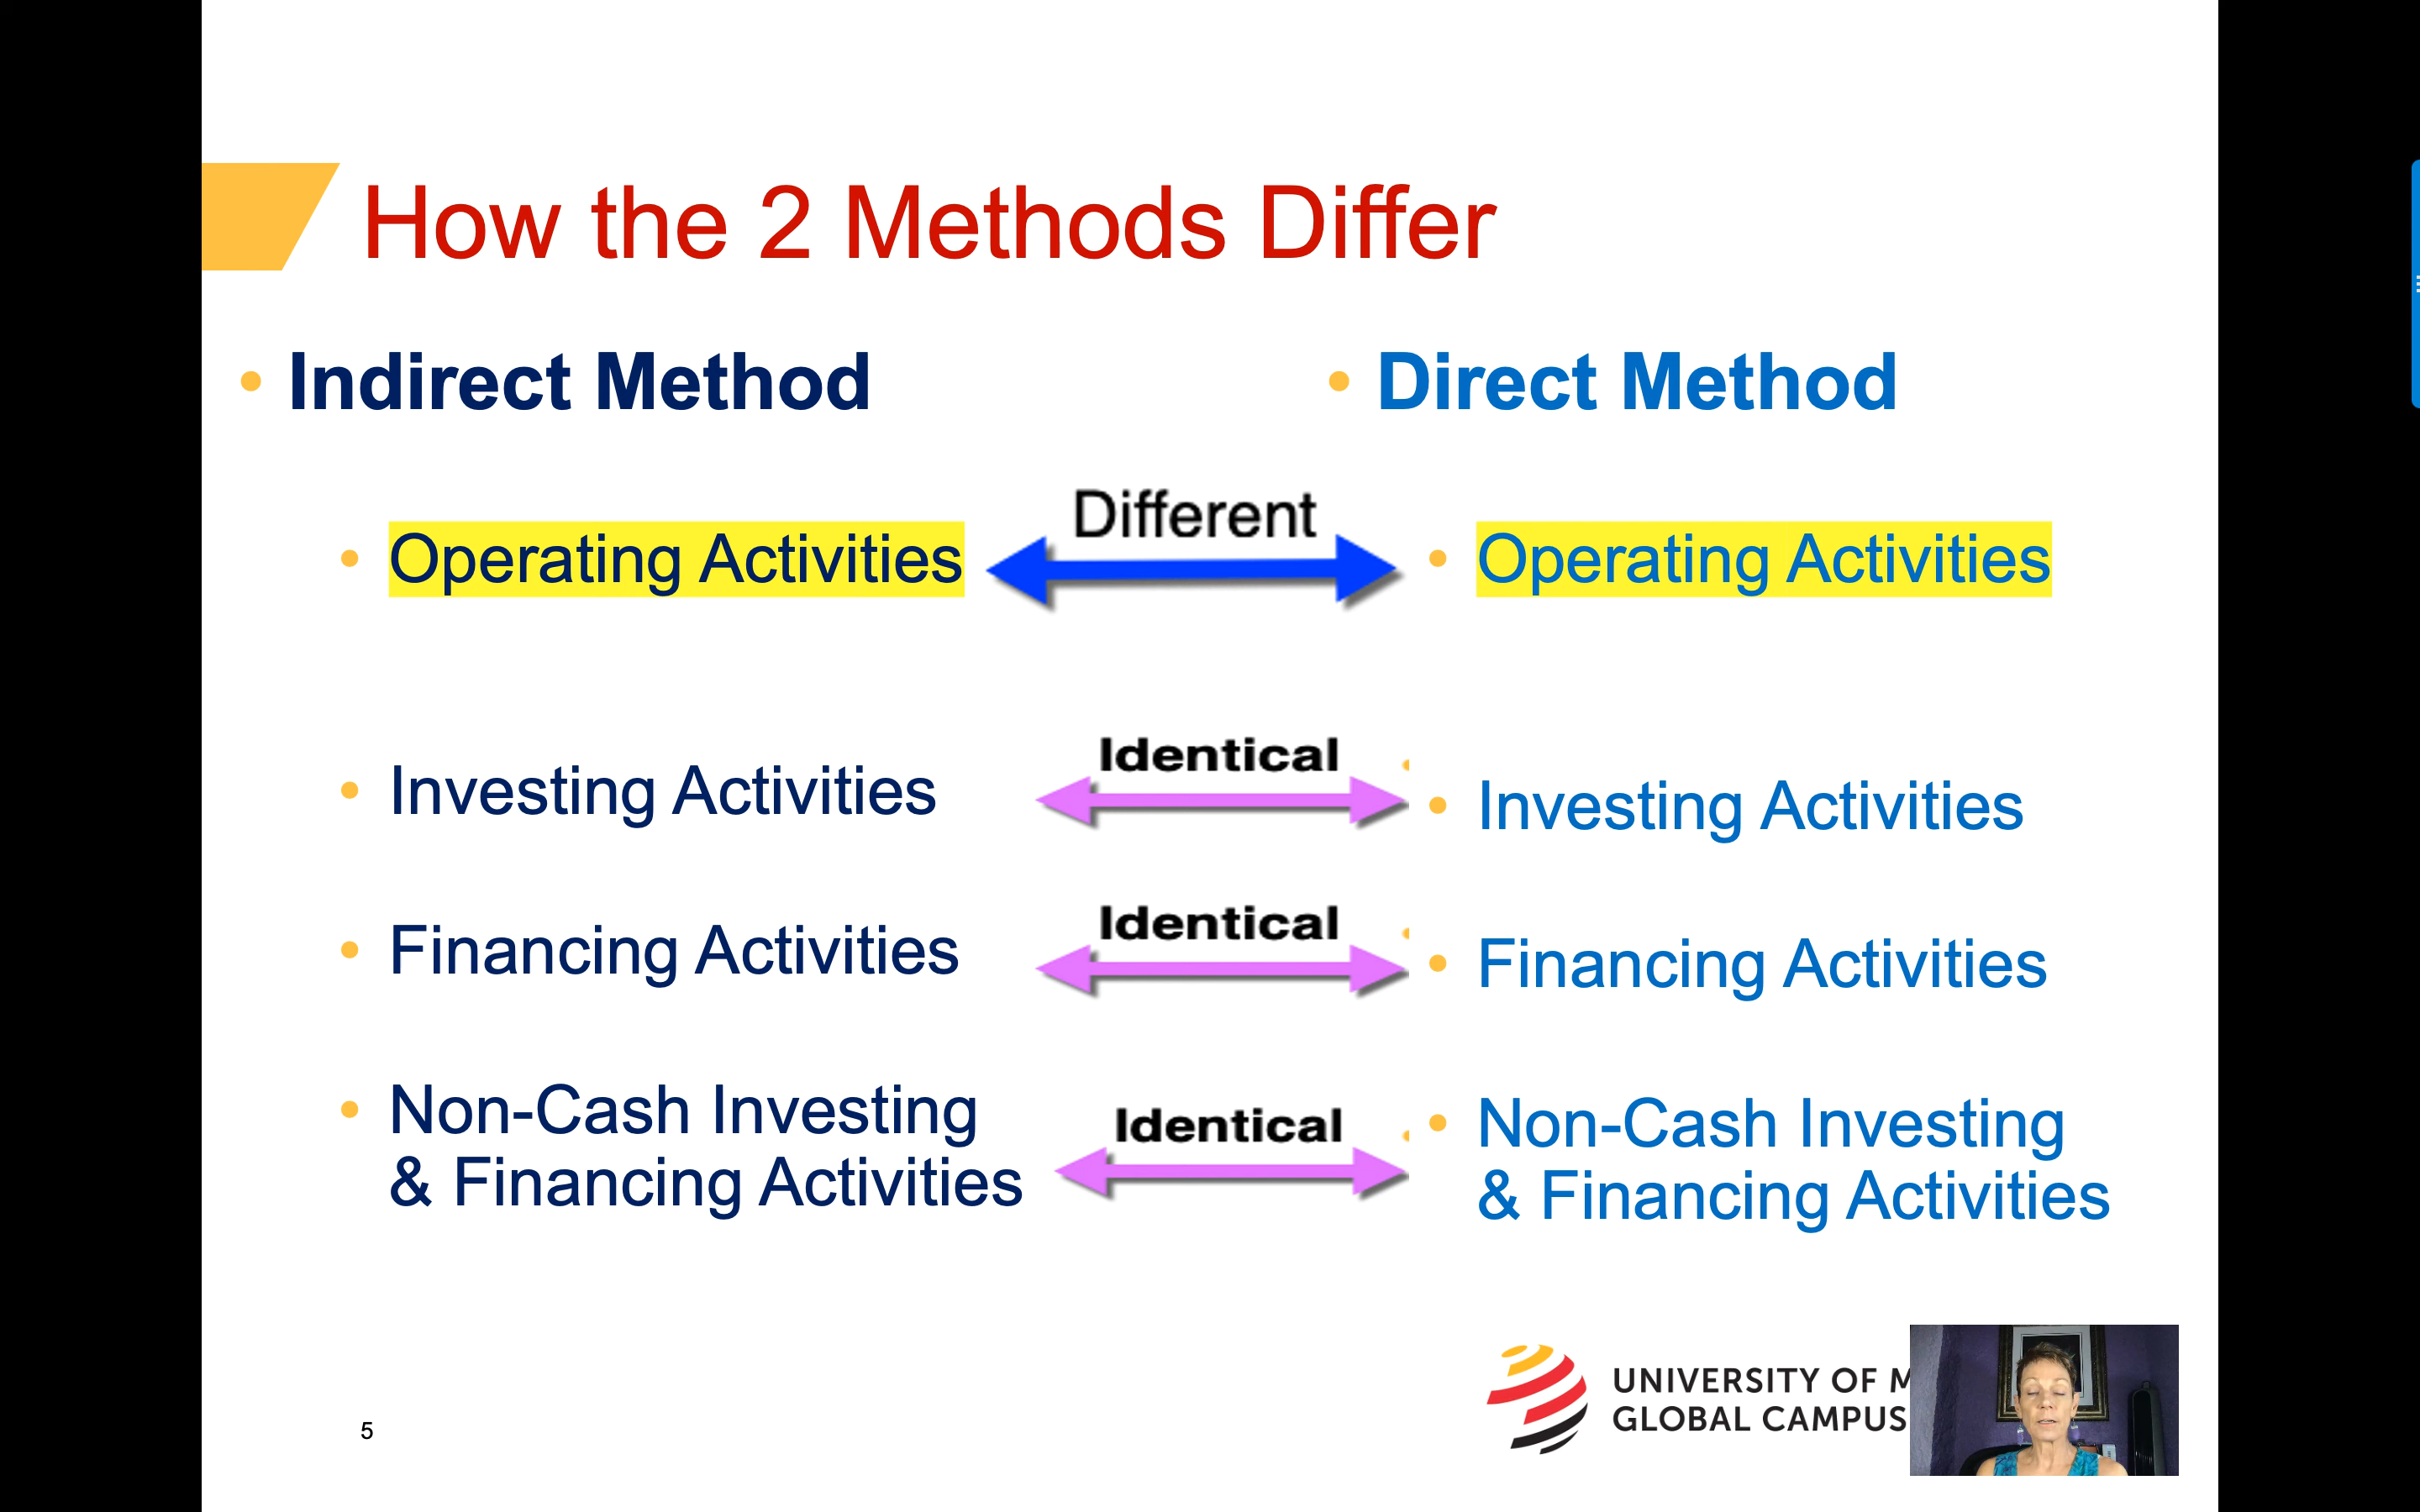 How the 2 Methods Differ
• Indirect Method
• Direct Method
• Operating Activities
Different
• Operating Activities
• Investing Activities
Identical
• Investing Activities
• Financing Activities
Identical
• Financing Activities
• Non-Cash Investing
& Financing Activities
Identical
• Non-Cash Investing
& Financing Activities
5
UNIVERSITY OF
GLOBAL CAMPUS